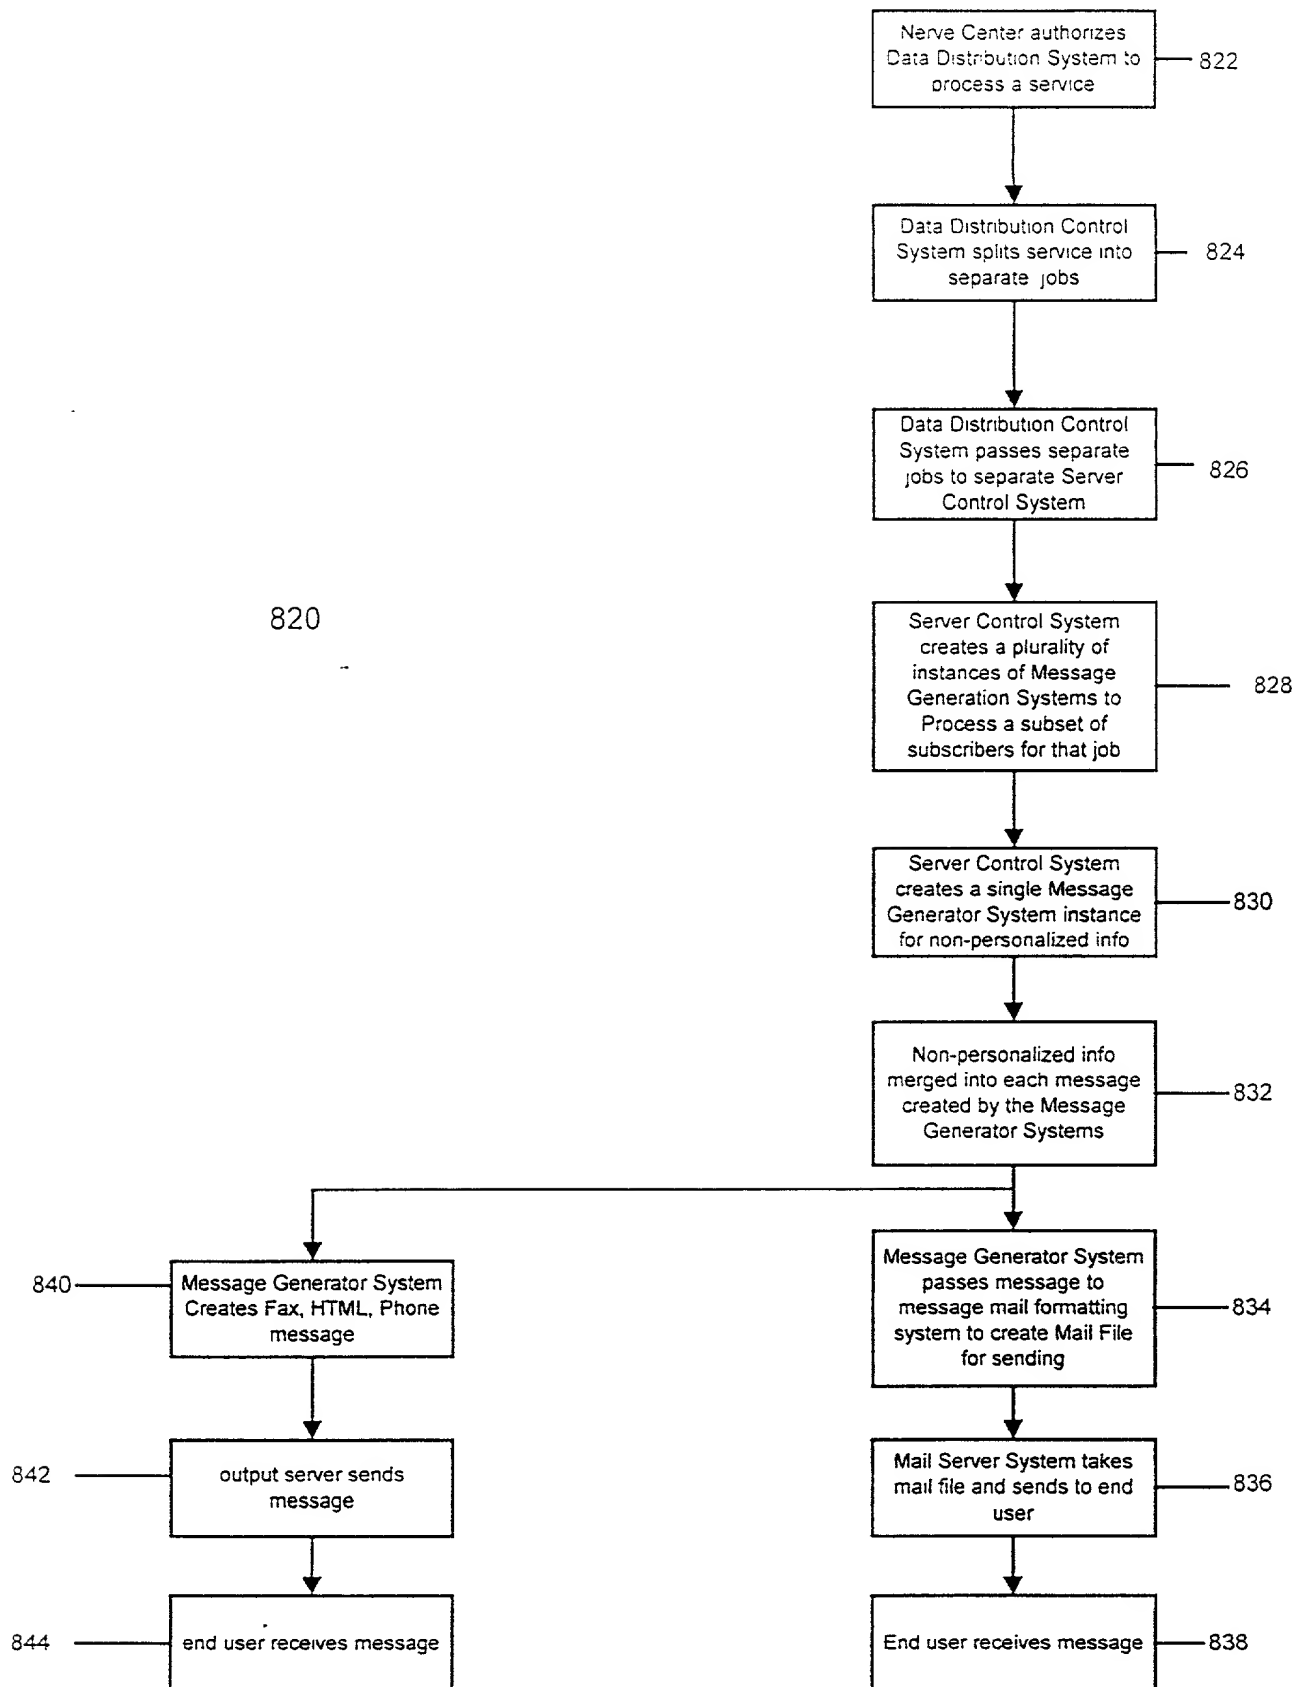 Nerve Center authorizes
Data Distribution System to
process a service
822
Data Distribution Control
System splits service into
separate jobs
824
Data Distribution Control
System passes separate
jobs to separate Server
Control System
826
820
Server Control System
creates a plurality of
instances of Message
Generation Systems to
Process a subset of
subscribers for that job
828
Server Control System
creates a single Message
Generator System instance
for non-personalized info
830
Non-personalized info
merged into each message
created by the Message
Generator Systems
832
840
Message Generator System
Creates Fax, HTML, Phone
message
Message Generator System
passes message to
message mail formatting
system to create Mail File
for sending
834
842
output server sends
message
Mail Server System takes
mail file and sends to end
user
836
844
end user receives message
End user receives message
838